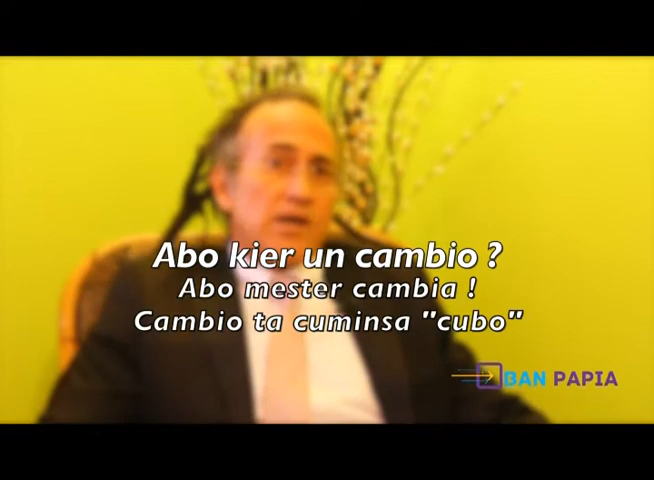 Abo kier un cambio ?
Abo mester cambia !
Cambio ta cuminsa "cubo"
BAN PAPIA